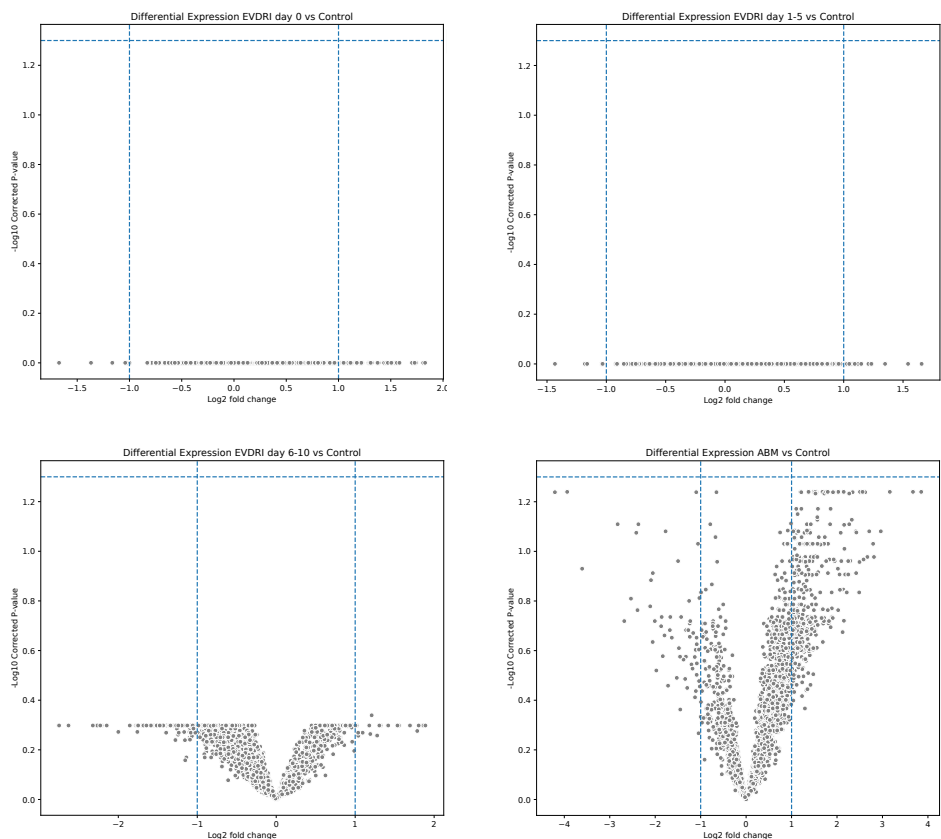 Differential Expression EVDRI day 0 vs Control
-Log10 Corrected P-value
1.2
1.0
0.8
0.6
0.4
0.2
0.0
−1.5 −1.0 −0.5 0.0 0.5 1.0 1.5 2.0
Log2 fold change
Differential Expression EVDRI day 1-5 vs Control
-Log10 Corrected P-value
1.2
1.0
0.8
0.6
0.4
0.2
0.0
−1.5 −1.0 −0.5 0.0 0.5 1.0 1.5
Log2 fold change
Differential Expression EVDRI day 6-10 vs Control
-Log10 Corrected P-value
1.2
1.0
0.8
0.6
0.4
0.2
0.0
−2 −1 0 1 2
Log2 fold change
Differential Expression ABM vs Control
-Log10 Corrected P-value
1.2
1.0
0.8
0.6
0.4
0.2
0.0
−4 −3 −2 −1 0 1 2 3 4
Log2 fold change